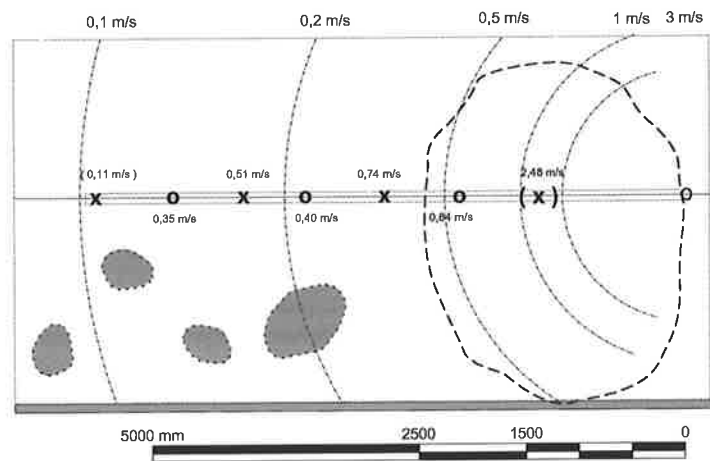 0,1 m/s 0,2 m/s 0,5 m/s 1 m/s 3 m/s
( 0,11 m/s ) 0,51 m/s 0,74 m/s 2,48 m/s
x o x o x o ( x ) o
0,35 m/s 0,40 m/s 0,84 m/s
5000 mm 2500 1500 0